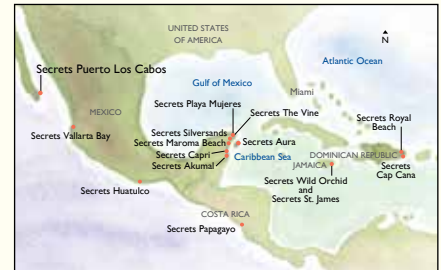 UNITED STATES
OF AMERICA
N
Atlantic Ocean
Secrets Puerto Los Cabos
Gulf of Mexico
Miami
Secrets Playa Mujeres
Secrets The Vine
MEXICO
Secrets Royal
Beach
Secrets Vallarta Bay
Secrets Silversands
Secrets Maroma Beach
Secrets Aura
Secrets Capri
Caribbean Sea
DOMINICAN REPUBLIC
Secrets Akumal
JAMAICA
Secrets
Cap Cana
Secrets Huatulco
Secrets Wild Orchid
and
Secrets St. James
COSTA RICA
Secrets Papagayo